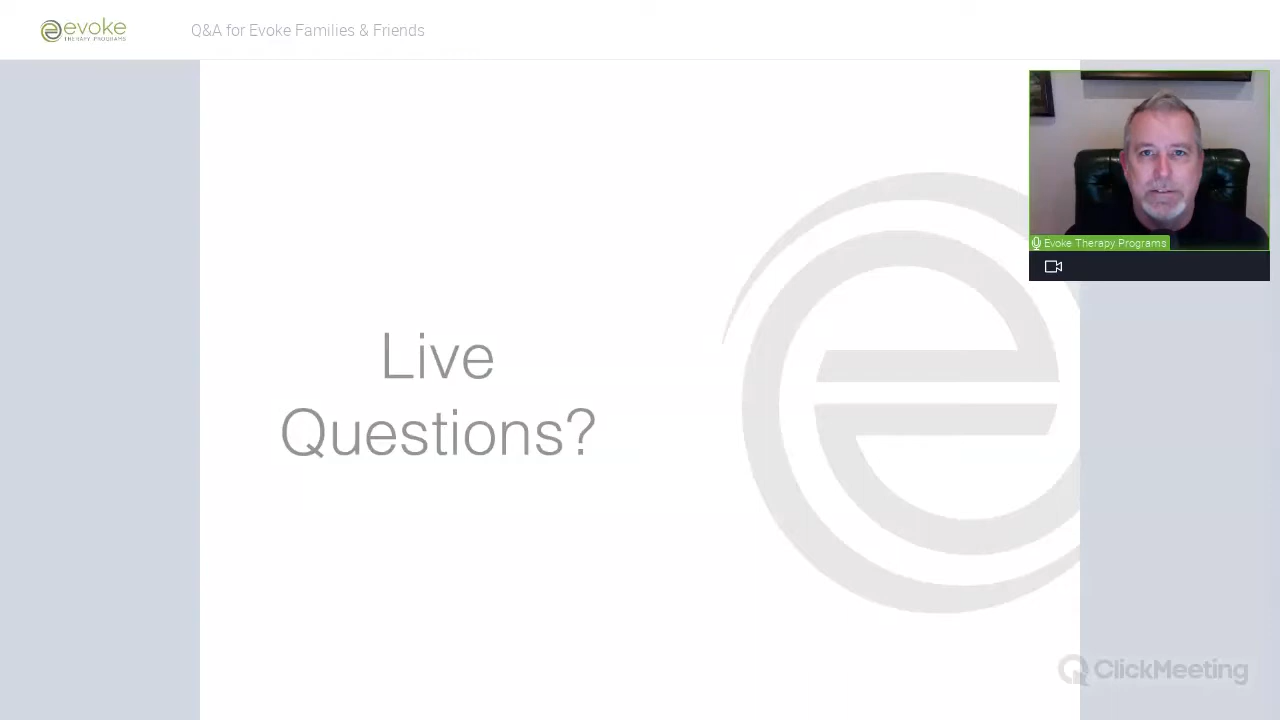 evoke
THERAPY PROGRAMS
Q&A for Evoke Families & Friends
Evoke Therapy Programs
Live
Questions?
ClickMeeting